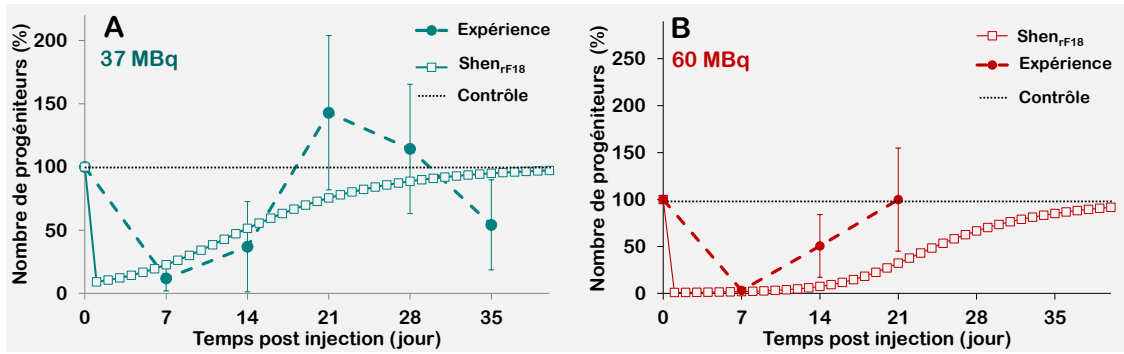 A
37 MBq
Expérience
Shen_rF18
Contrôle
Nombre de progéniteurs (%)
200
150
100
50
0
0 7 14 21 28 35
Temps post injection (jour)
B
60 MBq
Shen_rF18
Expérience
Contrôle
Nombre de progéniteurs (%)
250
200
150
100
50
0
0 7 14 21 28 35
Temps post injection (jour)